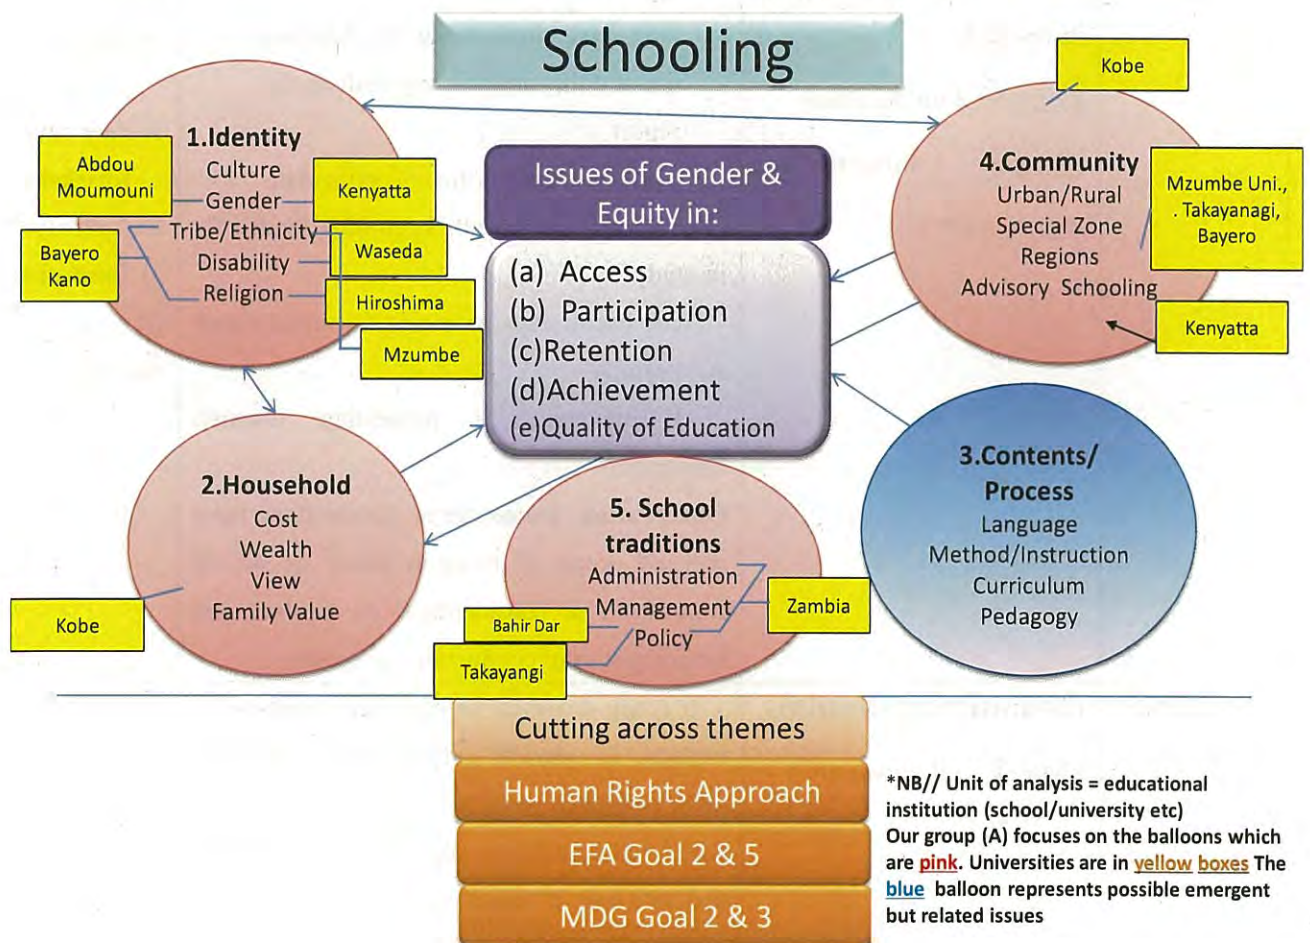 Schooling
1.Identity
Culture
Gender
Tribe/Ethnicity
Disability
Religion
Abdou
Moumouni
Bayero
Kano
Kenyatta
Waseda
Hiroshima
Mzumbe
Issues of Gender &
Equity in:
(a) Access
(b) Participation
(c)Retention
(d)Achievement
(e)Quality of Education
Kobe
4.Community
Urban/Rural
Special Zone
Regions
Advisory Schooling
Mzumbe Uni.,
. Takayanagi,
Bayero
Kenyatta
2.Household
Cost
Wealth
View
Family Value
Kobe
5. School
traditions
Administration
Management
Policy
Bahir Dar
Takayangi
Zambia
3.Contents/
Process
Language
Method/Instruction
Curriculum
Pedagogy
Cutting across themes
Human Rights Approach
EFA Goal 2 & 5
MDG Goal 2 & 3
*NB// Unit of analysis = educational
institution (school/university etc)
Our group (A) focuses on the balloons which
are pink. Universities are in yellow boxes The
blue balloon represents possible emergent
but related issues